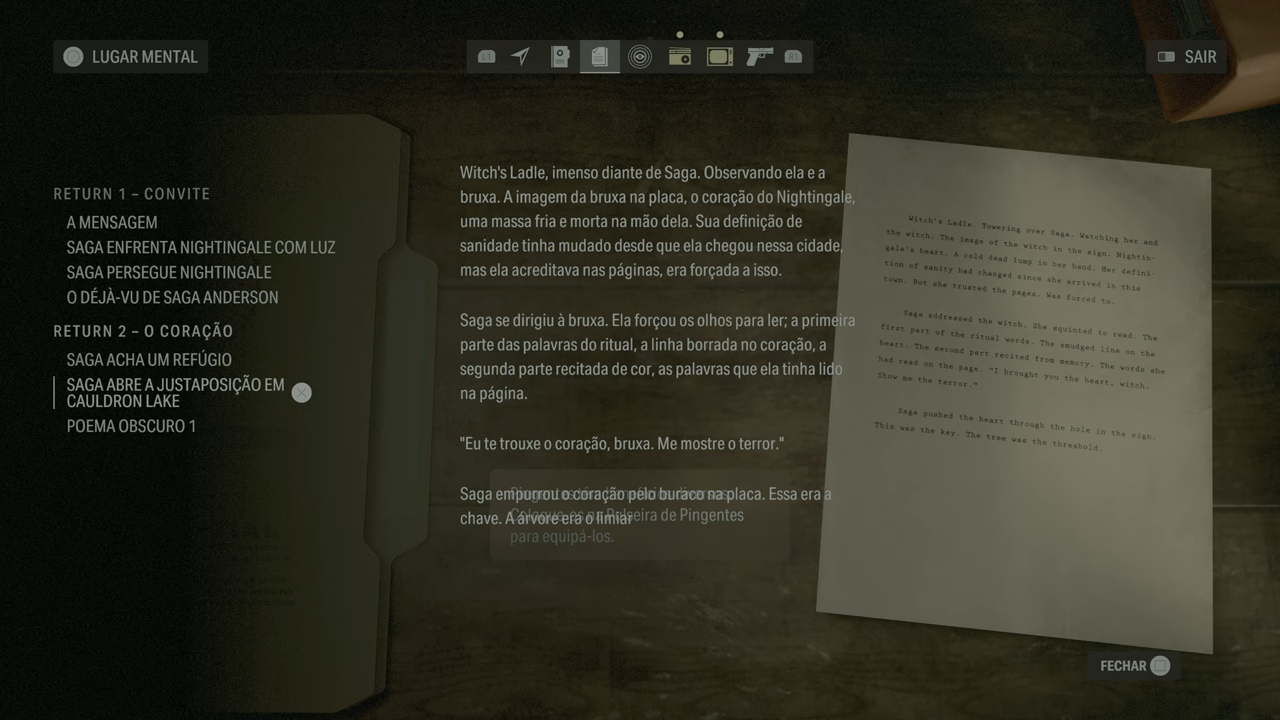 LUGAR MENTAL
L1
R1
SAIR
RETURN 1 – CONVITE
A MENSAGEM
SAGA ENFRENTA NIGHTINGALE COM LUZ
SAGA PERSEGUE NIGHTINGALE
O DÉJÀ-VU DE SAGA ANDERSON
RETURN 2 – O CORAÇÃO
SAGA ACHA UM REFÚGIO
SAGA ABRE A JUSTAPOSIÇÃO EM
CAULDRON LAKE
POEMA OBSCURO 1
Witch's Ladle, imenso diante de Saga. Observando ela e a
bruxa. A imagem da bruxa na placa, o coração do Nightingale,
uma massa fria e morta na mão dela. Sua definição de
sanidade tinha mudado desde que ela chegou nessa cidade,
mas ela acreditava nas páginas, era forçada a isso.
Saga se dirigiu à bruxa. Ela forçou os olhos para ler; a primeira
parte das palavras do ritual, a linha borrada no coração, a
segunda parte recitada de cor, as palavras que ela tinha lido
na página.
"Eu te trouxe o coração, bruxa. Me mostre o terror."
Saga empurrou o coração pelo buraco na placa. Essa era a
chave. A árvore era o limiar
Pingentes
Coloque-os na Pulseira de Pingentes
para equipá-los.
Witch's Ladle. Towering over Saga. Watching her and
the witch. The image of the witch in the sign. Nightin-
gale's heart. A cold dead lump in her hand. Her defini-
tion of sanity had changed since she arrived in this
town. But she trusted the pages. Was forced to.
Saga addressed the witch. She squinted to read. The
first part of the ritual words. The smudged line on the
heart. The second part recited from memory. The words she
had read on the page. "I brought you the heart, witch.
Show me the terror."
Saga pushed the heart through the hole in the sign.
This was the key. The tree was the threshold.
FECHAR